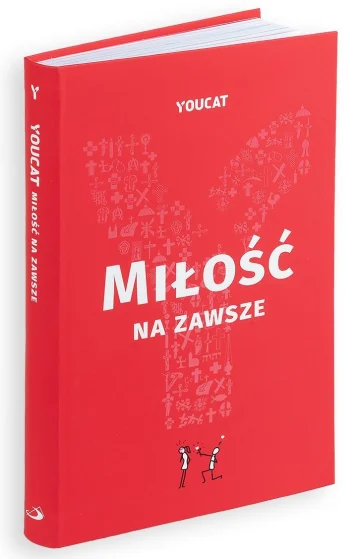 YOUCAT
MIŁOŚĆ
NA ZAWSZE
Y
YOUCAT MIŁOŚĆ NA ZAWSZE